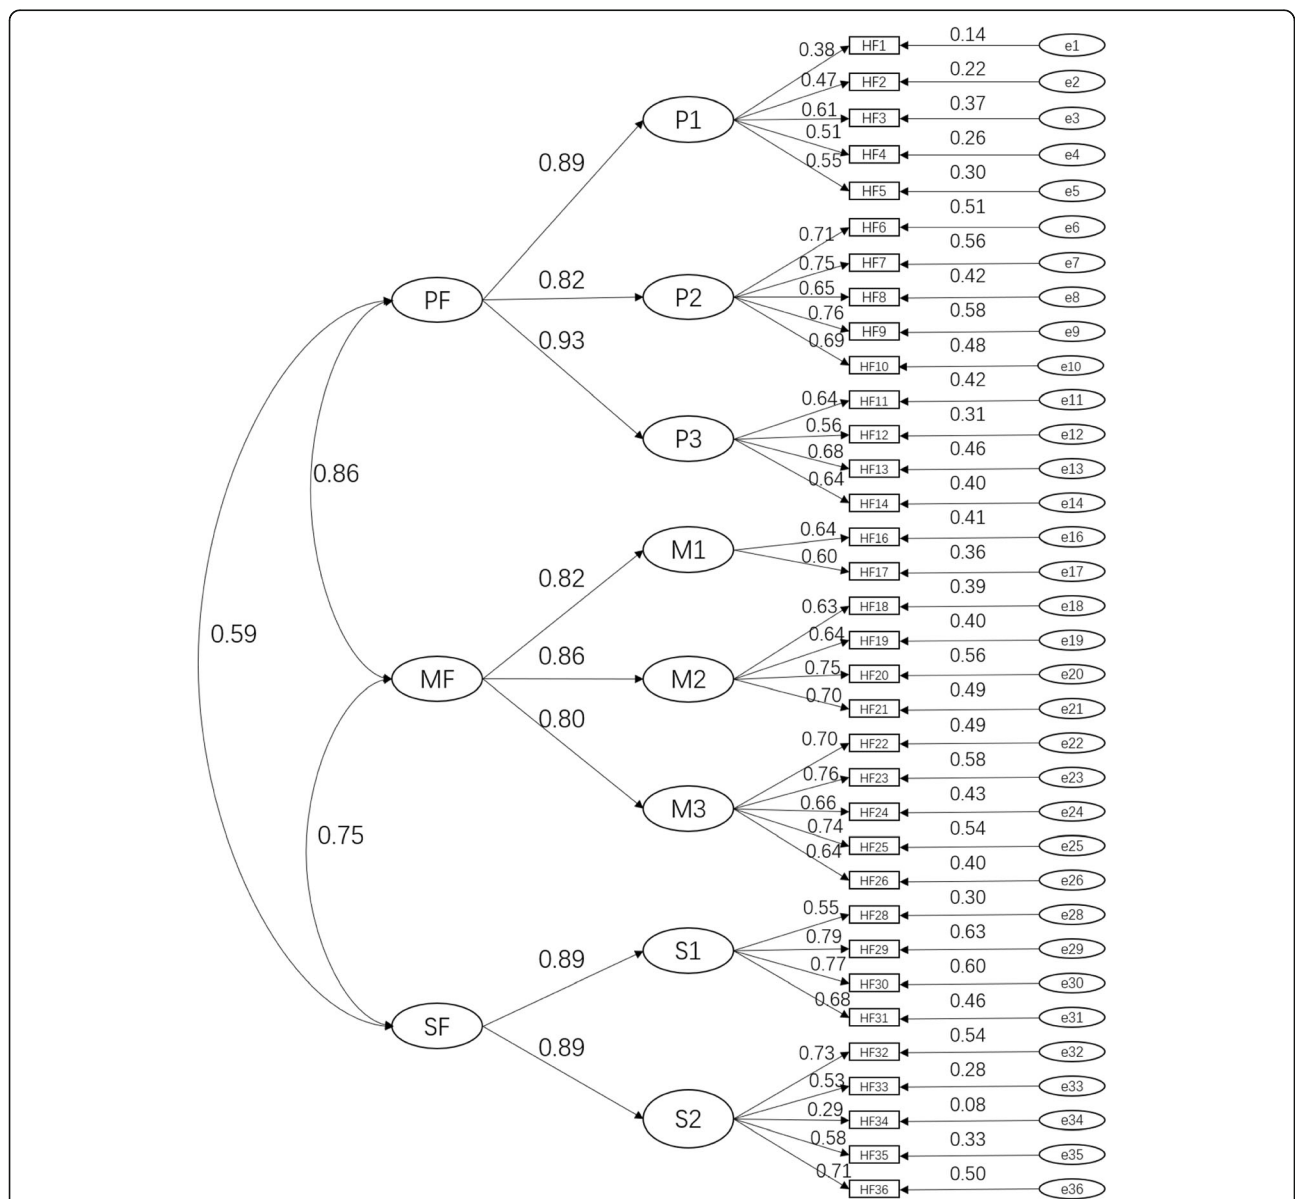 0.38 HF1 0.14 e1
0.47 HF2 0.22 e2
P1 0.61 HF3 0.37 e3
0.51 HF4 0.26 e4
0.89 0.55 HF5 0.30 e5
0.71 HF6 0.51 e6
0.75 HF7 0.56 e7
PF 0.82 P2 0.65 HF8 0.42 e8
0.76 HF9 0.58 e9
0.93 0.69 HF10 0.48 e10
0.64 HF11 0.42 e11
P3 0.56 HF12 0.31 e12
0.68 HF13 0.46 e13
0.86 0.64 HF14 0.40 e14
M1 0.64 HF16 0.41 e16
0.82 0.60 HF17 0.36 e17
0.63 HF18 0.39 e18
0.59 0.86 0.64 HF19 0.40 e19
MF M2 0.75 HF20 0.56 e20
0.80 0.70 HF21 0.49 e21
0.70 HF22 0.49 e22
0.76 HF23 0.58 e23
M3 0.66 HF24 0.43 e24
0.75 0.74 HF25 0.54 e25
0.64 HF26 0.40 e26
0.55 HF28 0.30 e28
0.89 S1 0.79 HF29 0.63 e29
0.77 HF30 0.60 e30
SF 0.68 HF31 0.46 e31
0.89 0.73 HF32 0.54 e32
0.53 HF33 0.28 e33
S2 0.29 HF34 0.08 e34
0.58 HF35 0.33 e35
0.71 HF36 0.50 e36